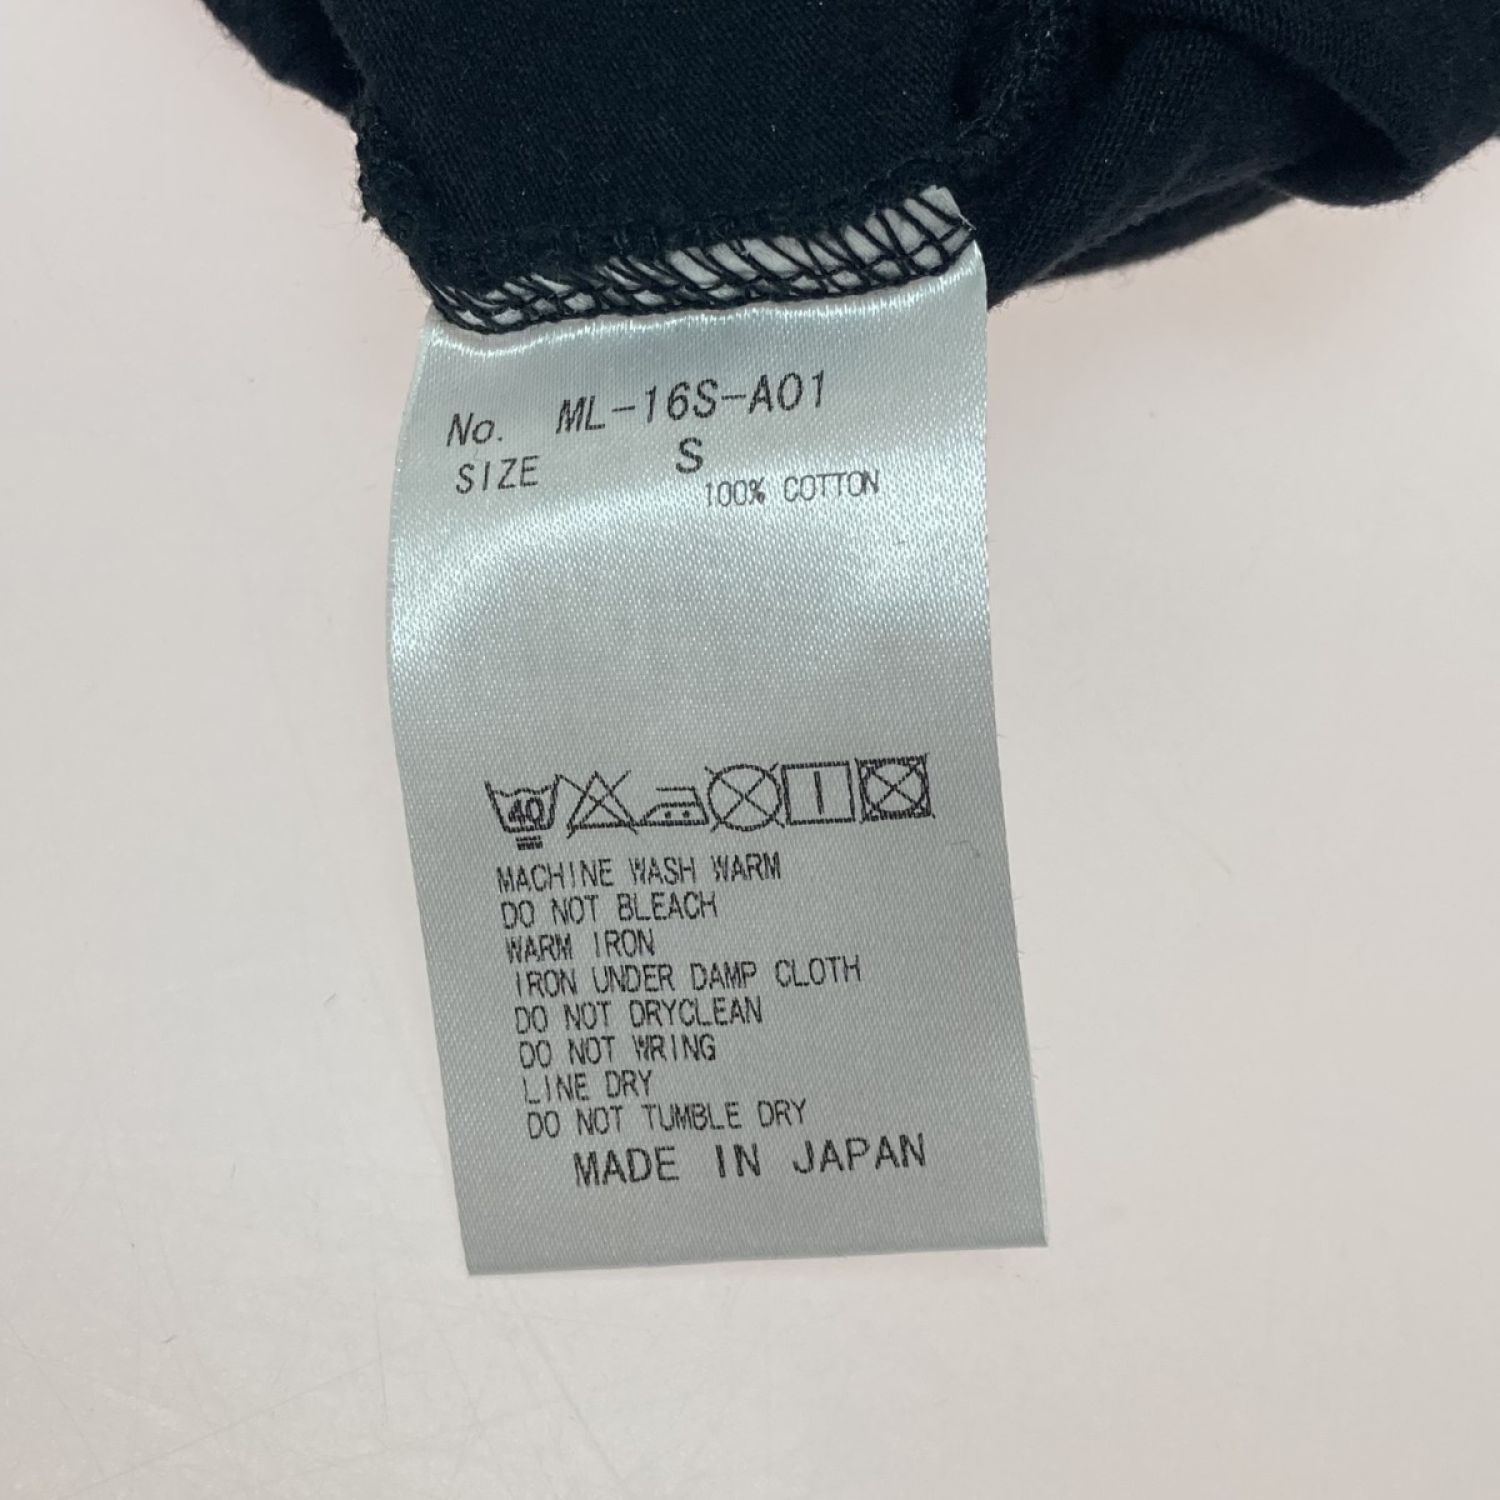 No. ML-16S-A01
SIZE S
100% COTTON
40
MACHINE WASH WARM
DO NOT BLEACH
WARM IRON
IRON UNDER DAMP CLOTH
DO NOT DRYCLEAN
DO NOT WRING
LINE DRY
DO NOT TUMBLE DRY
MADE IN JAPAN